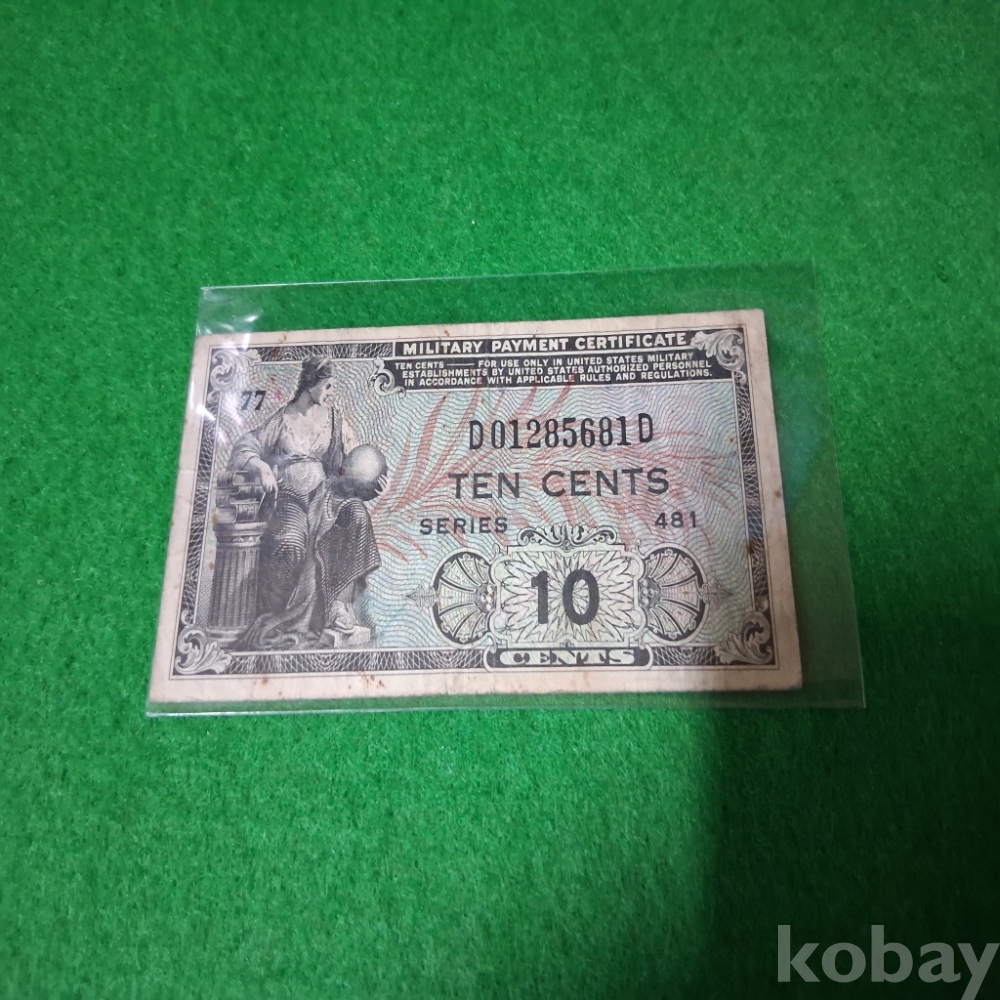 MILITARY PAYMENT CERTIFICATE
TEN CENTS —— FOR USE ONLY IN UNITED STATES MILITARY
ESTABLISHMENTS BY UNITED STATES AUTHORIZED PERSONNEL
IN ACCORDANCE WITH APPLICABLE RULES AND REGULATIONS.
77
D01285681D
TEN CENTS
SERIES 481
10
CENTS
kobay